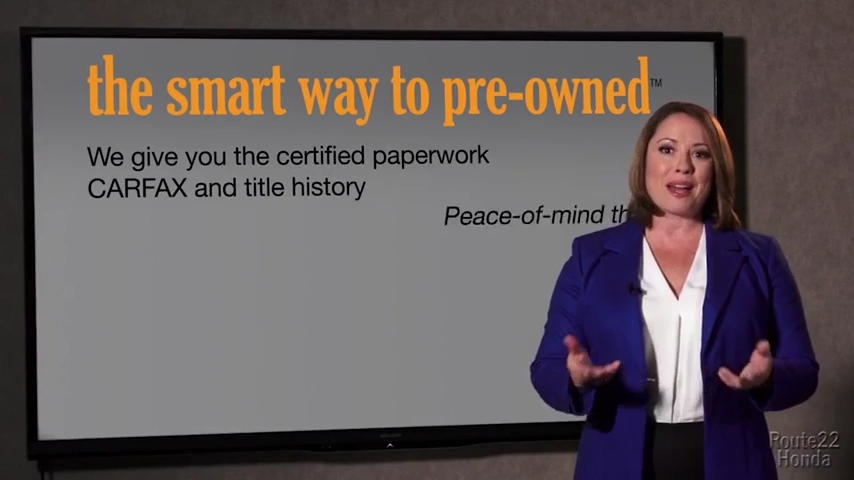 the smart way to pre-owned™
We give you the certified paperwork
CARFAX and title history
Peace-of-mind th
Route22
Honda